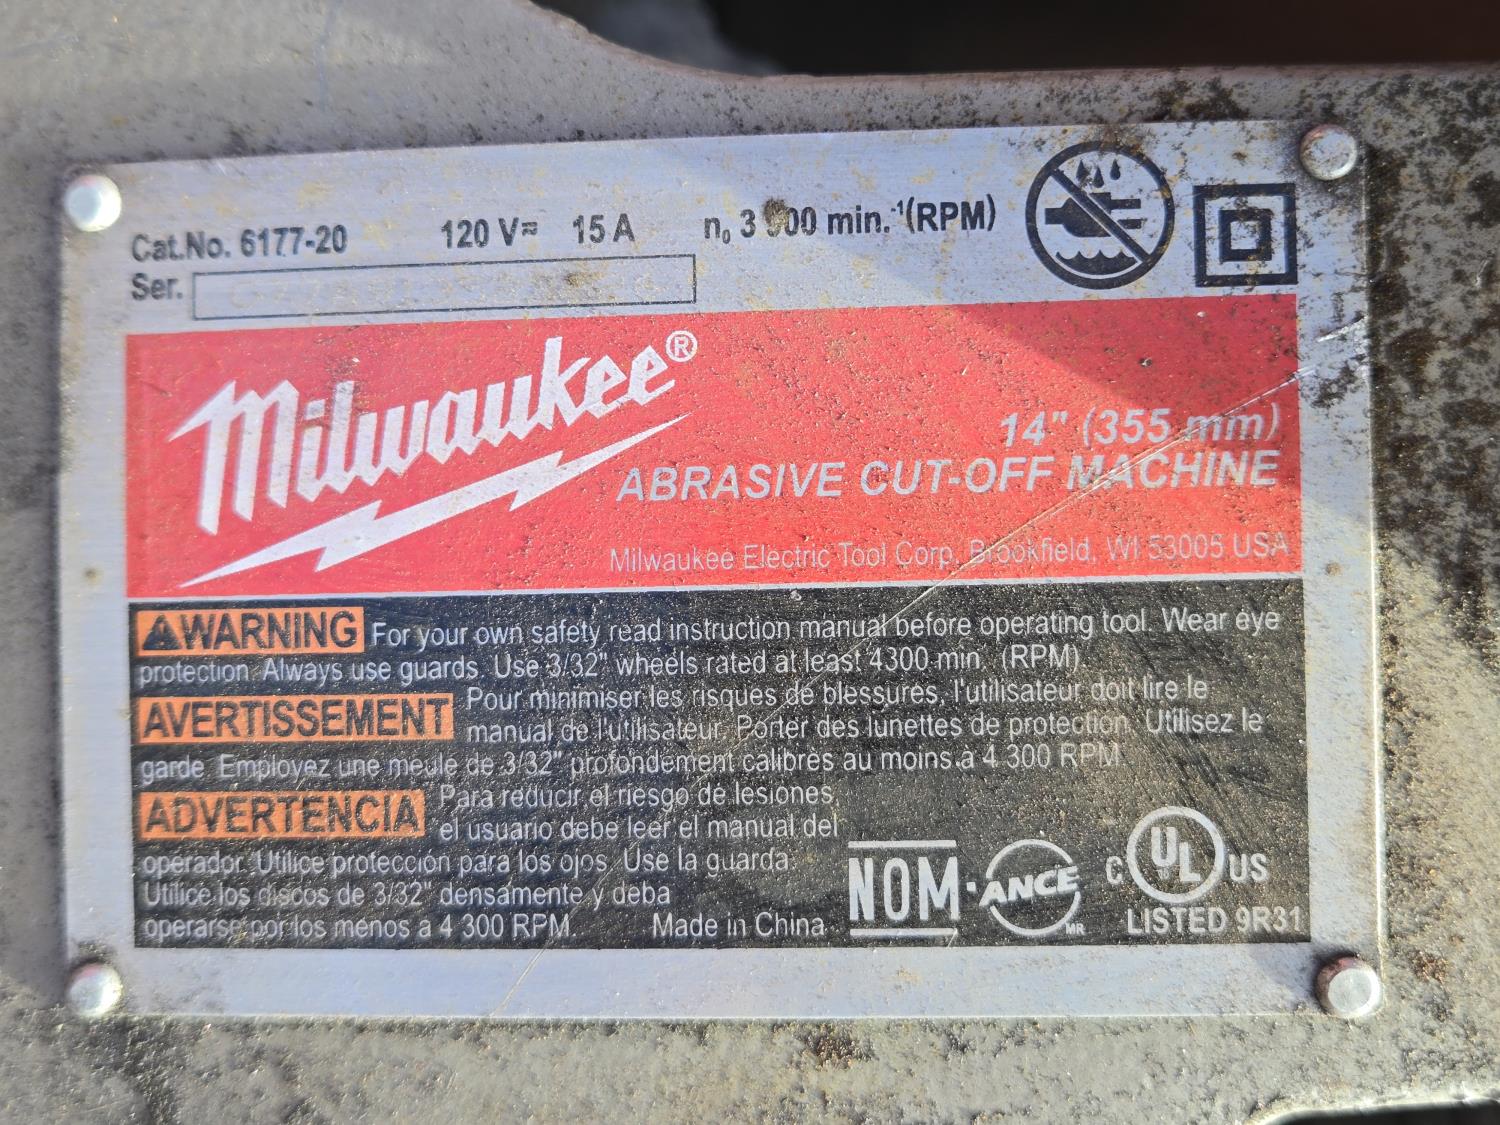 Cat.No. 6177-20 120 V≂ 15 A n₀ 3 00 min.⁻¹(RPM)
Ser.
Milwaukee®
14" (355 mm)
ABRASIVE CUT-OFF MACHINE
Milwaukee Electric Tool Corp. Brookfield, WI 53005 USA
⚠WARNING For your own safety read instruction manual before operating tool. Wear eye
protection. Always use guards. Use 3/32" wheels rated at least 4300 min. (RPM).
AVERTISSEMENT Pour minimiser les risques de blessures, l'utilisateur doit lire le
manual de l'utilisateur. Porter des lunettes de protection. Utilisez le
garde. Employez une meule de 3/32" profondement calibrès au moins à 4 300 RPM.
ADVERTENCIA Para reducir el riesgo de lesiones,
el usuario debe leer el manual del
operador. Utilice protección para los ojos. Use la guarda.
Utilice los discos de 3/32" densamente y deba
operarse por los menos a 4 300 RPM. Made in China
NOM-ANCE MR
C UL US
LISTED 9R31